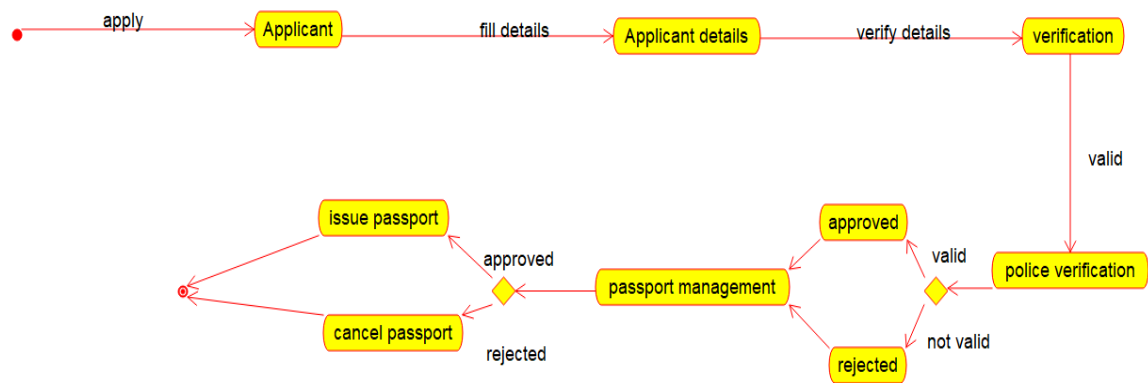 apply
Applicant
fill details
Applicant details
verify details
verification
valid
issue passport
approved
approved
valid
police verification
passport management
cancel passport
rejected
rejected
not valid